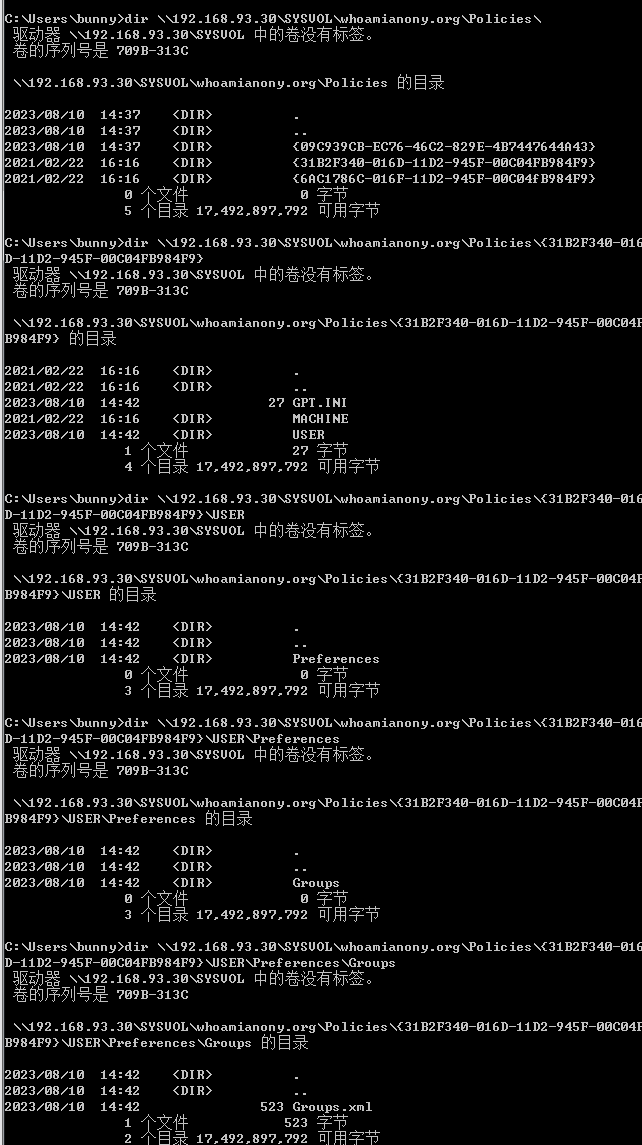 C:\Users\bunny>dir \\192.168.93.30\SYSVOL\whoamianony.org\Policies\
驱动器 \\192.168.93.30\SYSVOL 中的卷没有标签。
卷的序列号是 709B-313C
\\192.168.93.30\SYSVOL\whoamianony.org\Policies 的目录
2023/08/10  14:37    <DIR>          .
2023/08/10  14:37    <DIR>          ..
2023/08/10  14:37    <DIR>          {09C939CB-EC76-46C2-829E-4B7447644A43}
2021/02/22  16:16    <DIR>          {31B2F340-016D-11D2-945F-00C04FB984F9}
2021/02/22  16:16    <DIR>          {6AC1786C-016F-11D2-945F-00C04fB984F9}
0 个文件              0 字节
5 个目录 17,492,897,792 可用字节
C:\Users\bunny>dir \\192.168.93.30\SYSVOL\whoamianony.org\Policies\{31B2F340-016
D-11D2-945F-00C04FB984F9}
驱动器 \\192.168.93.30\SYSVOL 中的卷没有标签。
卷的序列号是 709B-313C
\\192.168.93.30\SYSVOL\whoamianony.org\Policies\{31B2F340-016D-11D2-945F-00C04F
B984F9} 的目录
2021/02/22  16:16    <DIR>          .
2021/02/22  16:16    <DIR>          ..
2023/08/10  14:42                27 GPT.INI
2021/02/22  16:16    <DIR>          MACHINE
2023/08/10  14:42    <DIR>          USER
1 个文件             27 字节
4 个目录 17,492,897,792 可用字节
C:\Users\bunny>dir \\192.168.93.30\SYSVOL\whoamianony.org\Policies\{31B2F340-016
D-11D2-945F-00C04FB984F9}\USER
驱动器 \\192.168.93.30\SYSVOL 中的卷没有标签。
卷的序列号是 709B-313C
\\192.168.93.30\SYSVOL\whoamianony.org\Policies\{31B2F340-016D-11D2-945F-00C04F
B984F9}\USER 的目录
2023/08/10  14:42    <DIR>          .
2023/08/10  14:42    <DIR>          ..
2023/08/10  14:42    <DIR>          Preferences
0 个文件              0 字节
3 个目录 17,492,897,792 可用字节
C:\Users\bunny>dir \\192.168.93.30\SYSVOL\whoamianony.org\Policies\{31B2F340-016
D-11D2-945F-00C04FB984F9}\USER\Preferences
驱动器 \\192.168.93.30\SYSVOL 中的卷没有标签。
卷的序列号是 709B-313C
\\192.168.93.30\SYSVOL\whoamianony.org\Policies\{31B2F340-016D-11D2-945F-00C04F
B984F9}\USER\Preferences 的目录
2023/08/10  14:42    <DIR>          .
2023/08/10  14:42    <DIR>          ..
2023/08/10  14:42    <DIR>          Groups
0 个文件              0 字节
3 个目录 17,492,897,792 可用字节
C:\Users\bunny>dir \\192.168.93.30\SYSVOL\whoamianony.org\Policies\{31B2F340-016
D-11D2-945F-00C04FB984F9}\USER\Preferences\Groups
驱动器 \\192.168.93.30\SYSVOL 中的卷没有标签。
卷的序列号是 709B-313C
\\192.168.93.30\SYSVOL\whoamianony.org\Policies\{31B2F340-016D-11D2-945F-00C04F
B984F9}\USER\Preferences\Groups 的目录
2023/08/10  14:42    <DIR>          .
2023/08/10  14:42    <DIR>          ..
2023/08/10  14:42               523 Groups.xml
1 个文件            523 字节
2 个目录 17,492,897,792 可用字节